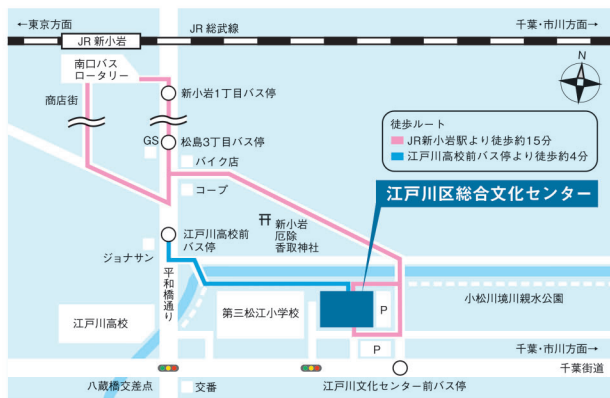 ←東京方面
JR 総武線
千葉・市川方面→
JR 新小岩
N
南口バス
ロータリー
商店街
新小岩1丁目バス停
GS
松島3丁目バス停
バイク店
コープ
徒歩ルート
JR新小岩駅より徒歩約15分
江戸川高校前バス停より徒歩約4分
江戸川区総合文化センター
江戸川高校前
バス停
新小岩
厄除
香取神社
ジョナサン
平和橋通り
江戸川高校
第三松江小学校
P
小松川境川親水公園
P
千葉・市川方面→
千葉街道
八蔵橋交差点
交番
江戸川文化センター前バス停